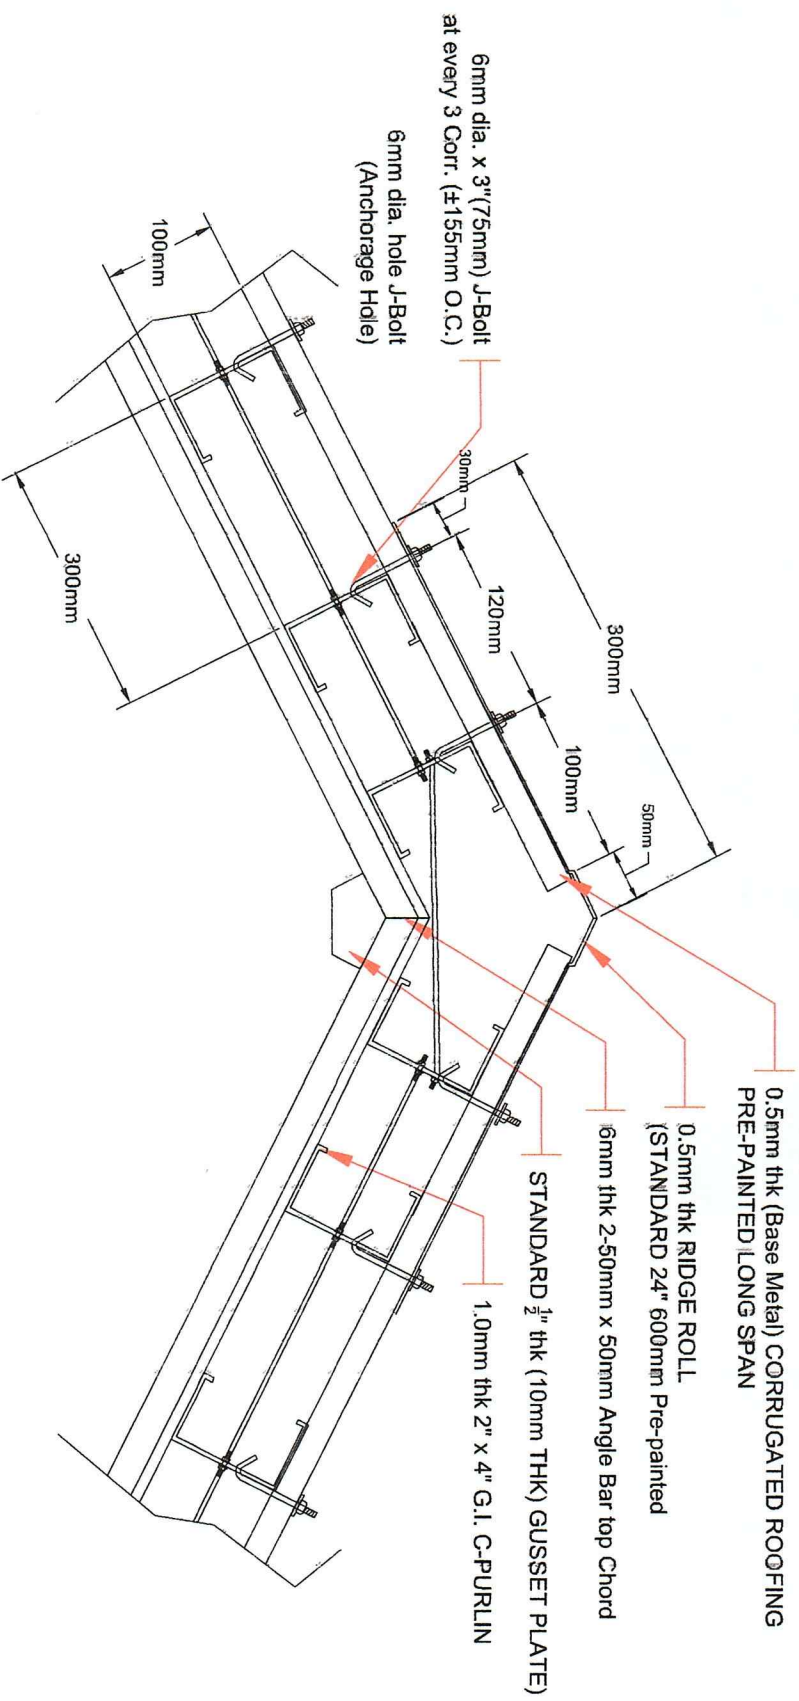 0.5mm thk (Base Metal) CORRUGATED ROOFING
PRE-PAINTED LONG SPAN
0.5mm thk RIDGE ROLL
(STANDARD 24" 600mm Pre-painted
6mm thk 2-50mm x 50mm Angle Bar top Chord
STANDARD ½" thk (10mm THK) GUSSET PLATE)
1.0mm thk 2" x 4" G.I. C-PURLIN
300mm
50mm
100mm
120mm
30mm
6mm dia. x 3"(75mm) J-Bolt
at every 3 Corr. (±155mm O.C.)
6mm dia. hole J-Bolt
(Anchorage Hole)
100mm
300mm